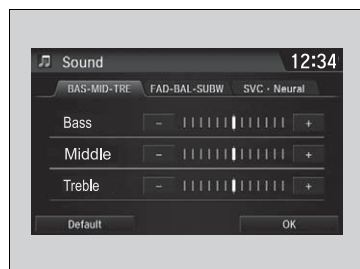 Sound 12:34
BAS-MID-TRE FAD-BAL-SUBW SVC・Neural
Bass - +
Middle - +
Treble - +
Default OK